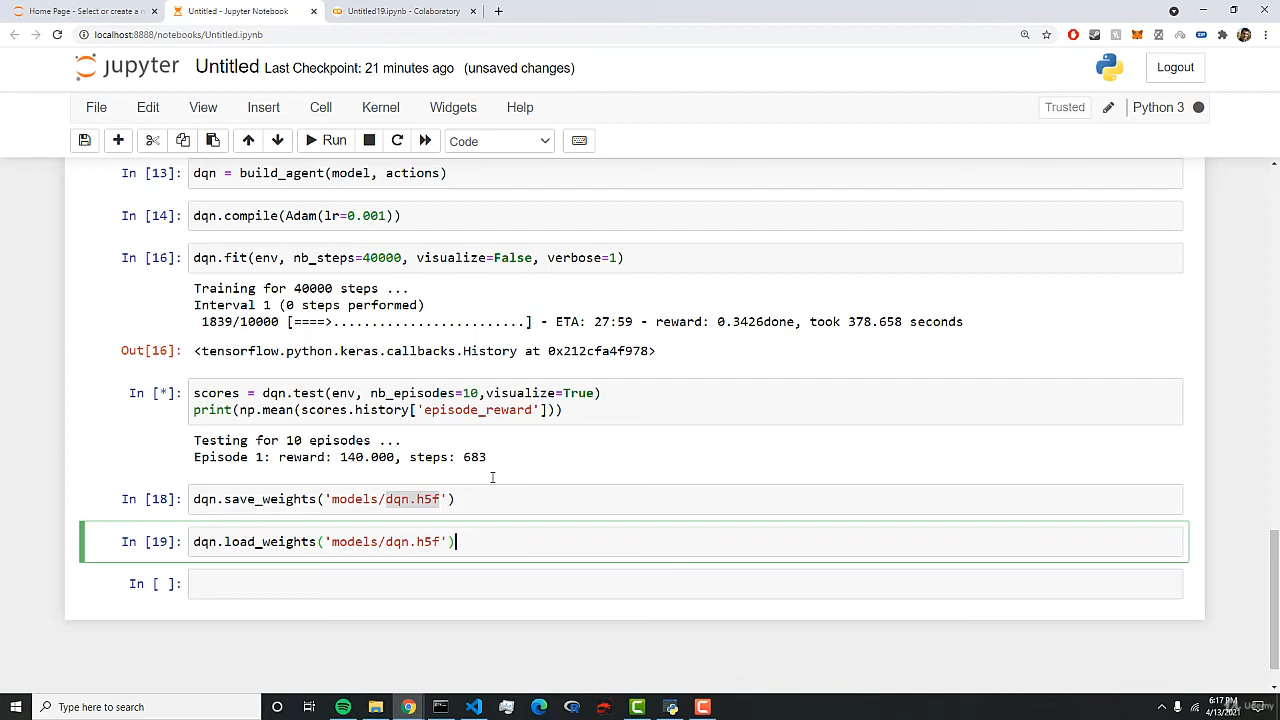 Home Page - Select or create a n
Untitled - Jupyter Notebook
Untitled19.ipynb - Colaboratory
localhost:8888/notebooks/Untitled.ipynb
jupyter Untitled Last Checkpoint: 21 minutes ago (unsaved changes)
Logout
File Edit View Insert Cell Kernel Widgets Help
Trusted Python 3
Run Code
In [13]: dqn = build_agent(model, actions)
In [14]: dqn.compile(Adam(lr=0.001))
In [16]: dqn.fit(env, nb_steps=40000, visualize=False, verbose=1)
Training for 40000 steps ...
Interval 1 (0 steps performed)
1839/10000 [====>.........................] - ETA: 27:59 - reward: 0.3426done, took 378.658 seconds
Out[16]: <tensorflow.python.keras.callbacks.History at 0x212cfa4f978>
In [*]: scores = dqn.test(env, nb_episodes=10,visualize=True)
print(np.mean(scores.history['episode_reward']))
Testing for 10 episodes ...
Episode 1: reward: 140.000, steps: 683
In [18]: dqn.save_weights('models/dqn.h5f')
In [19]: dqn.load_weights('models/dqn.h5f')
In [ ]:
Type here to search
6:17 PM
4/13/2021
Udemy